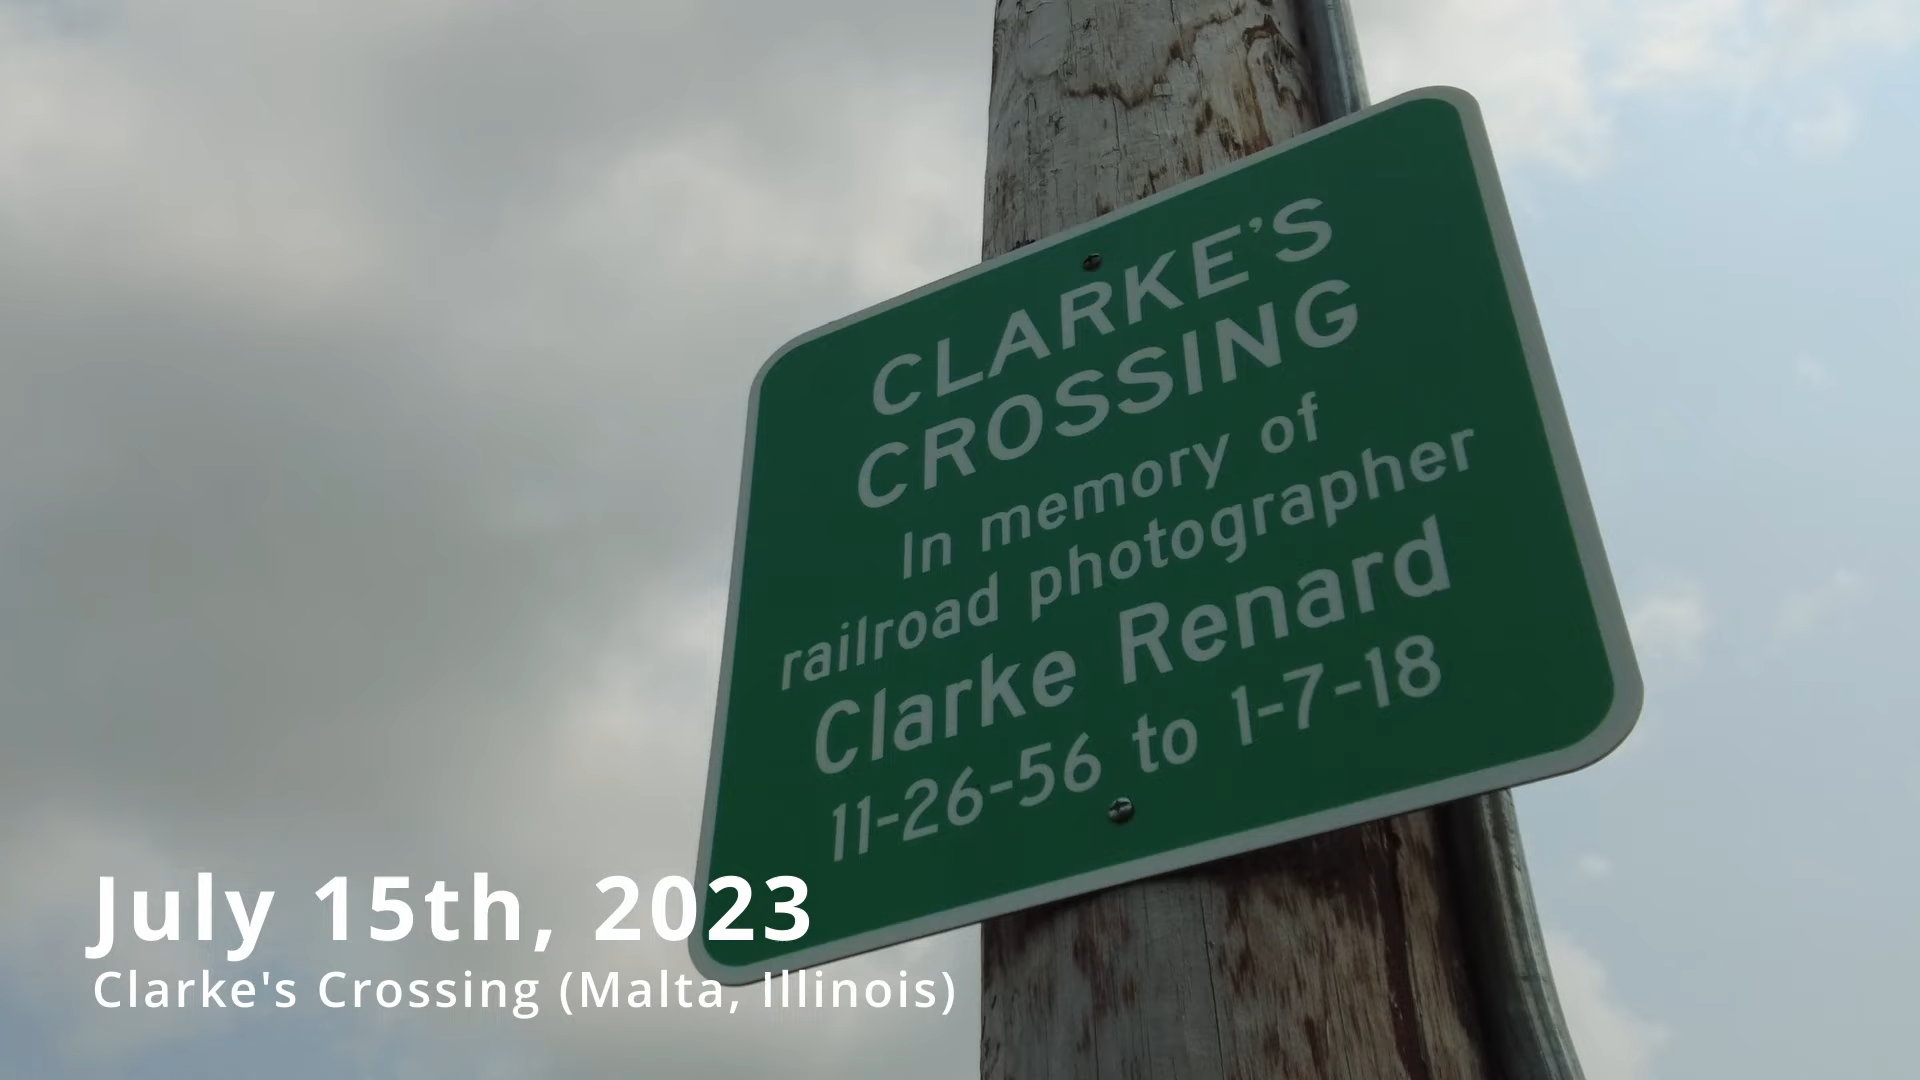 CLARKE'S
CROSSING
In memory of
railroad photographer
Clarke Renard
11-26-56 to 1-7-18
July 15th, 2023
Clarke's Crossing (Malta, Illinois)